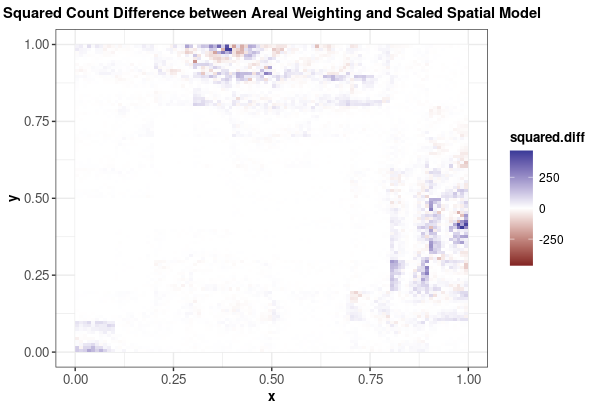 Squared Count Difference between Areal Weighting and Scaled Spatial Model
1.00
0.75
0.50
0.25
0.00
y
0.00 0.25 0.50 0.75 1.00
x
squared.diff
250
0
-250